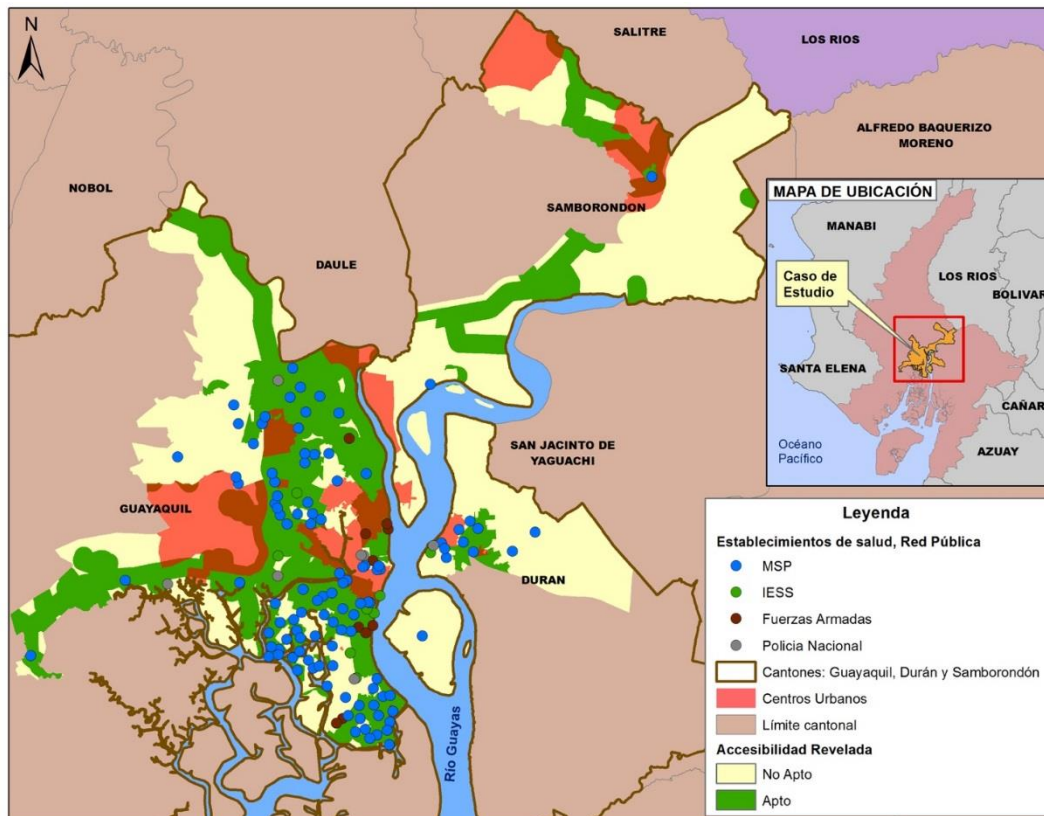 N
SALITRE
LOS RIOS
ALFREDO BAQUERIZO
MORENO
NOBOL
SAMBORONDON
DAULE
SAN JACINTO DE
YAGUACHI
GUAYAQUIL
DURAN
Río Guayas
MAPA DE UBICACIÓN
MANABI
Caso de
Estudio
LOS RIOS
BOLIVAR
SANTA ELENA
CAÑAR
AZUAY
Océano
Pacífico
Leyenda
Establecimientos de salud, Red Pública
MSP
IESS
Fuerzas Armadas
Policia Nacional
Cantones: Guayaquil, Durán y Samborondón
Centros Urbanos
Límite cantonal
Accesibilidad Revelada
No Apto
Apto